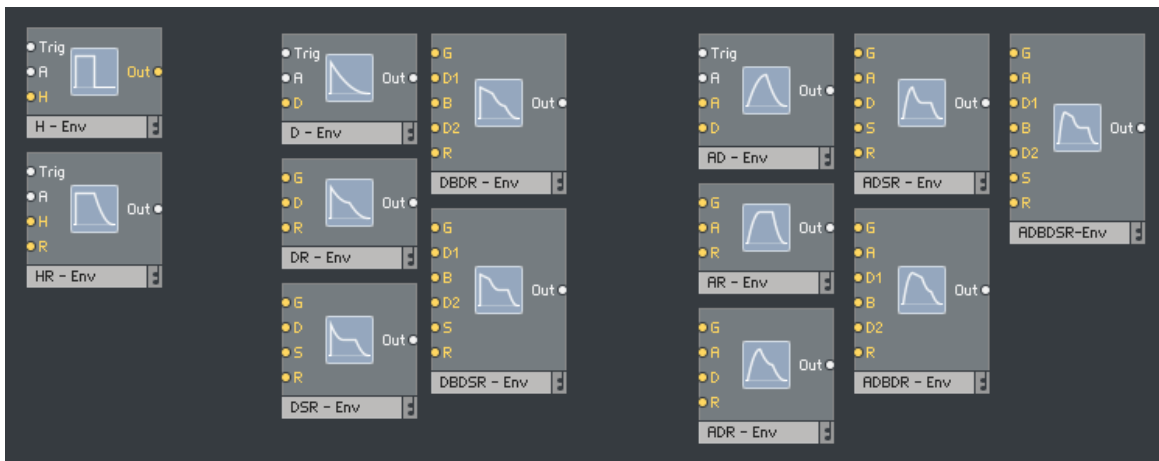 Trig
A
H
Out
H - Env
Trig
A
H
R
Out
HR - Env
Trig
A
D
Out
D - Env
G
D
R
Out
DR - Env
G
D
S
R
Out
DSR - Env
G
D1
B
D2
R
Out
DBDR - Env
G
D1
B
D2
S
R
Out
DBDSR - Env
Trig
A
A
D
Out
AD - Env
G
A
R
Out
AR - Env
G
A
D
R
Out
ADR - Env
G
A
D
S
R
Out
ADSR - Env
G
A
D1
B
D2
R
Out
ADBDR - Env
G
A
D1
B
D2
S
R
Out
ADBDSR-Env